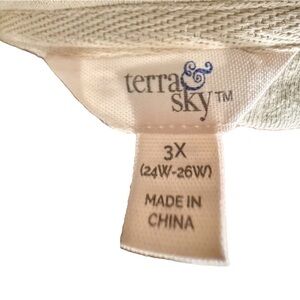 terra &
sky™
3X
(24W-26W)
MADE IN
CHINA